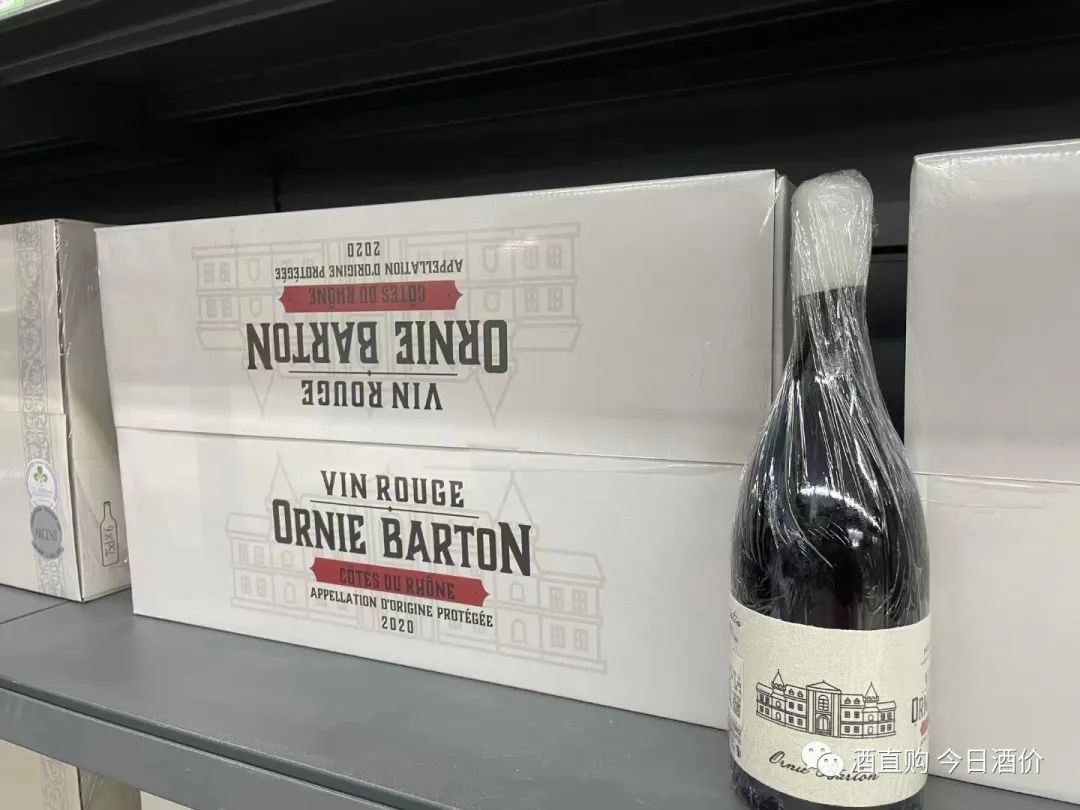 2020
APPELLATION D'ORIGINE PROTÉGÉE
CÔTES DU RHÔNE
ORNIE BARTON
VIN ROUGE
VIN ROUGE
ORNIE BARTON
CÔTES DU RHÔNE
APPELLATION D'ORIGINE PROTÉGÉE
2020
ARGENT
Ornie Barton
酒直购 今日酒价